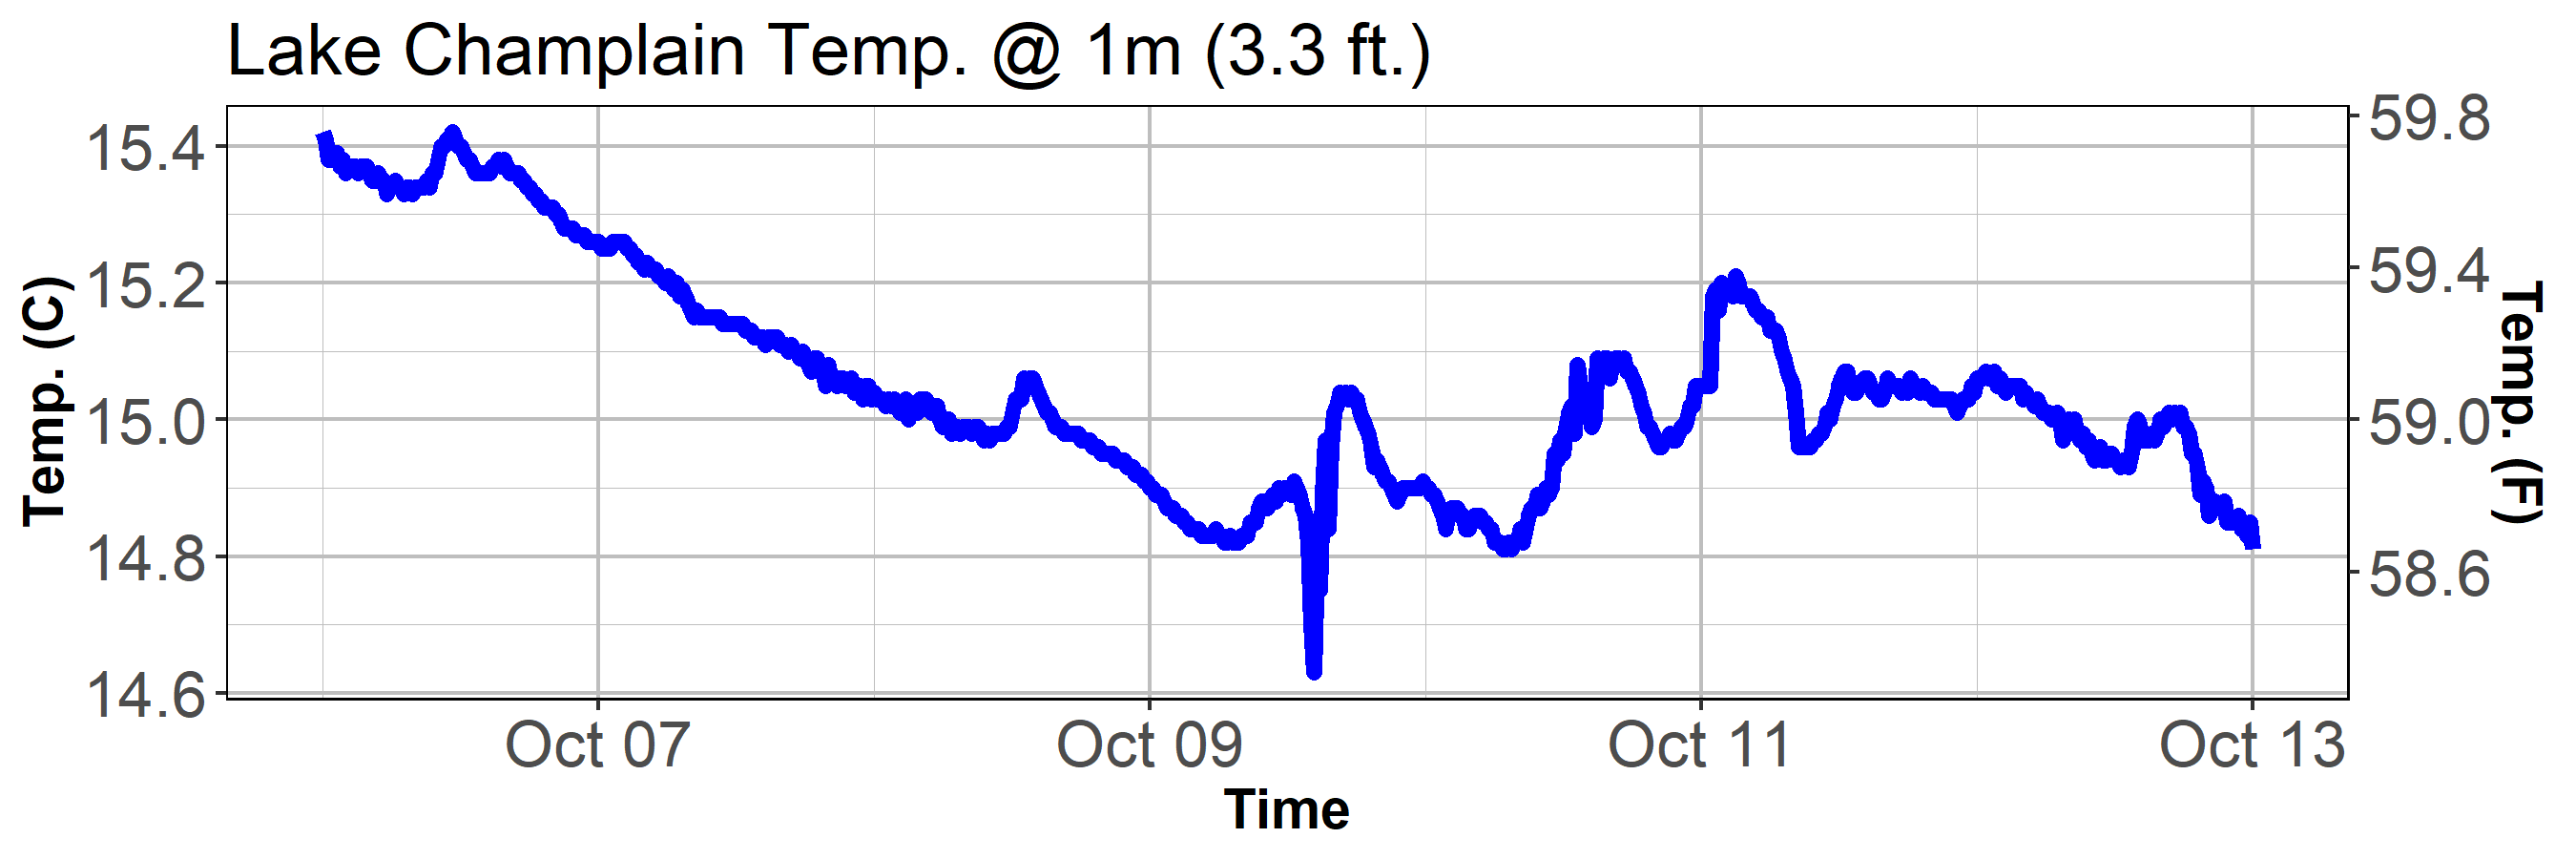 Lake Champlain Temp. @ 1m (3.3 ft.)
Temp. (C)
15.4
15.2
15.0
14.8
14.6
59.8
59.4
59.0
58.6
Temp. (F)
Oct 07 Oct 09 Oct 11 Oct 13
Time